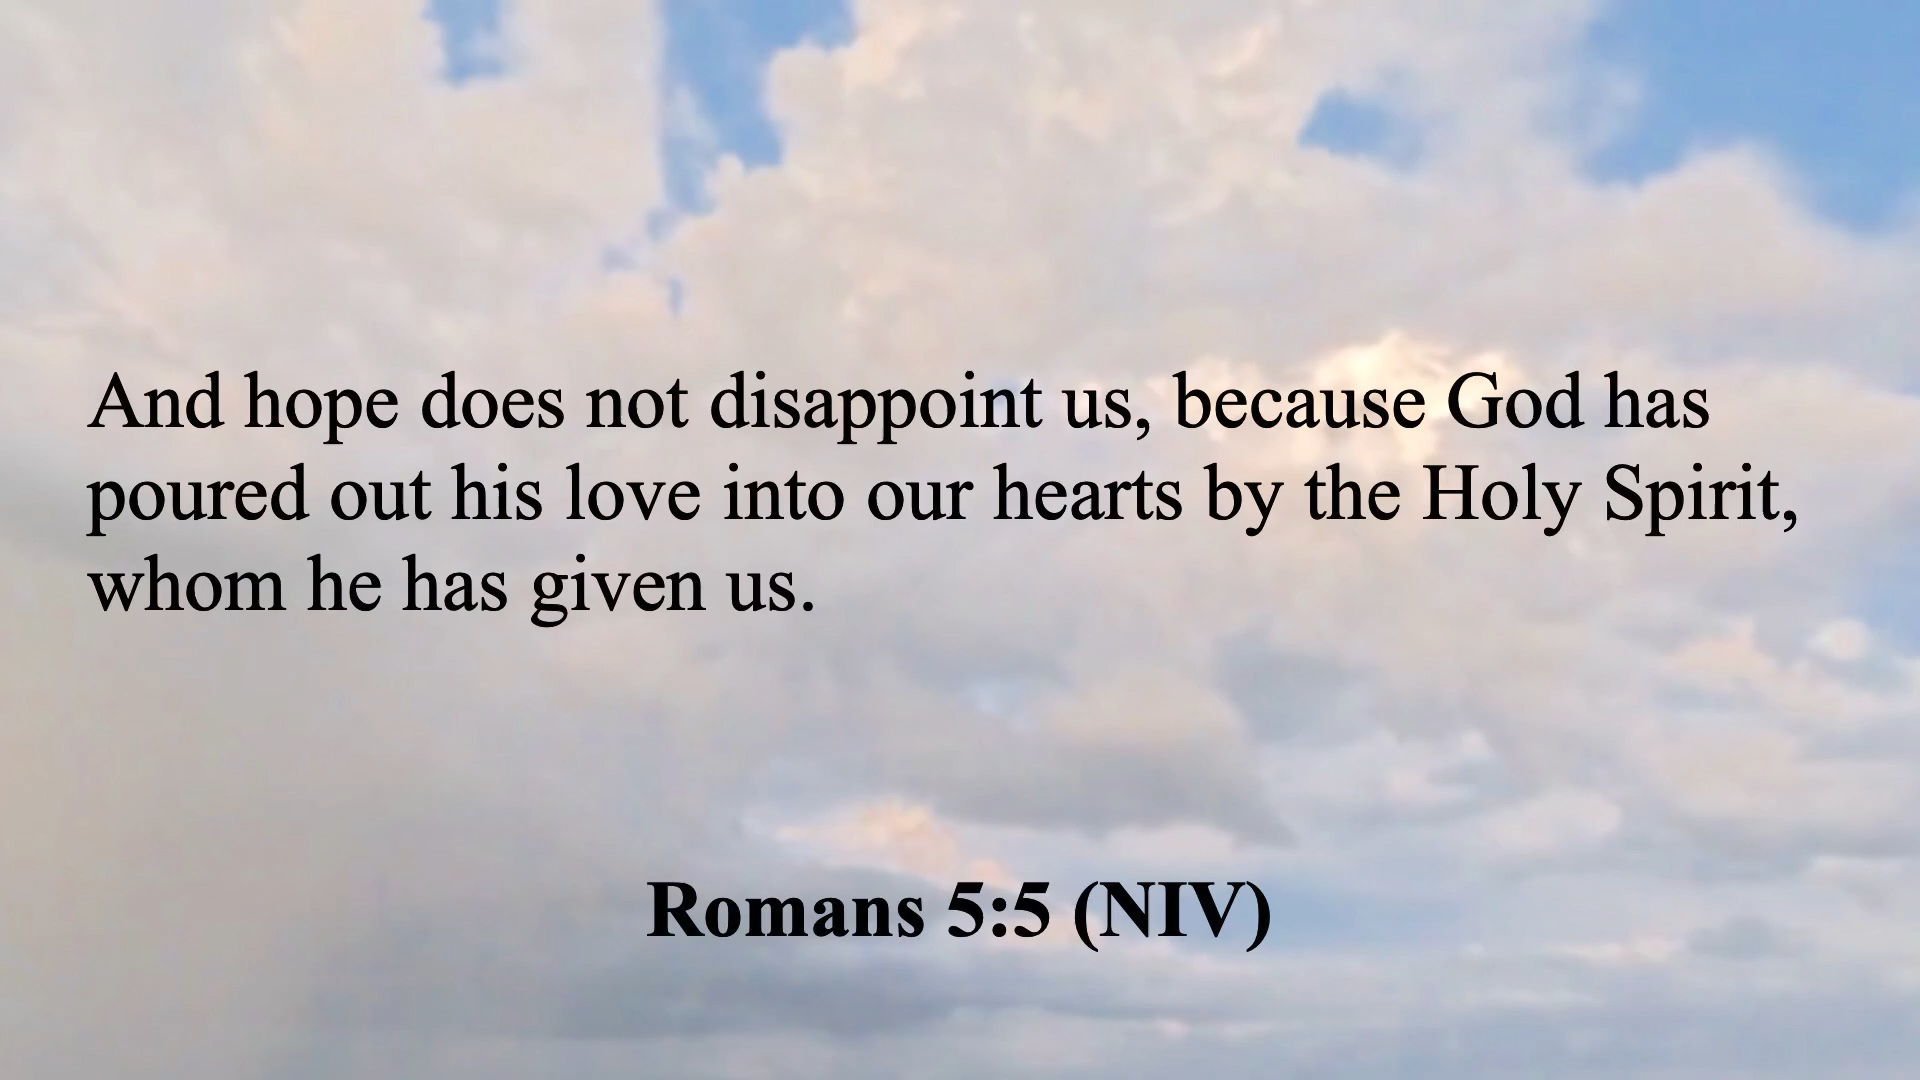 And hope does not disappoint us, because God has
poured out his love into our hearts by the Holy Spirit,
whom he has given us.
Romans 5:5 (NIV)